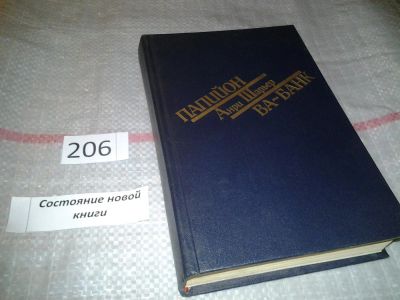 ПАПИЙОН
Анри Шарьер
ВА-БАНК
206
Состояние новой
книги